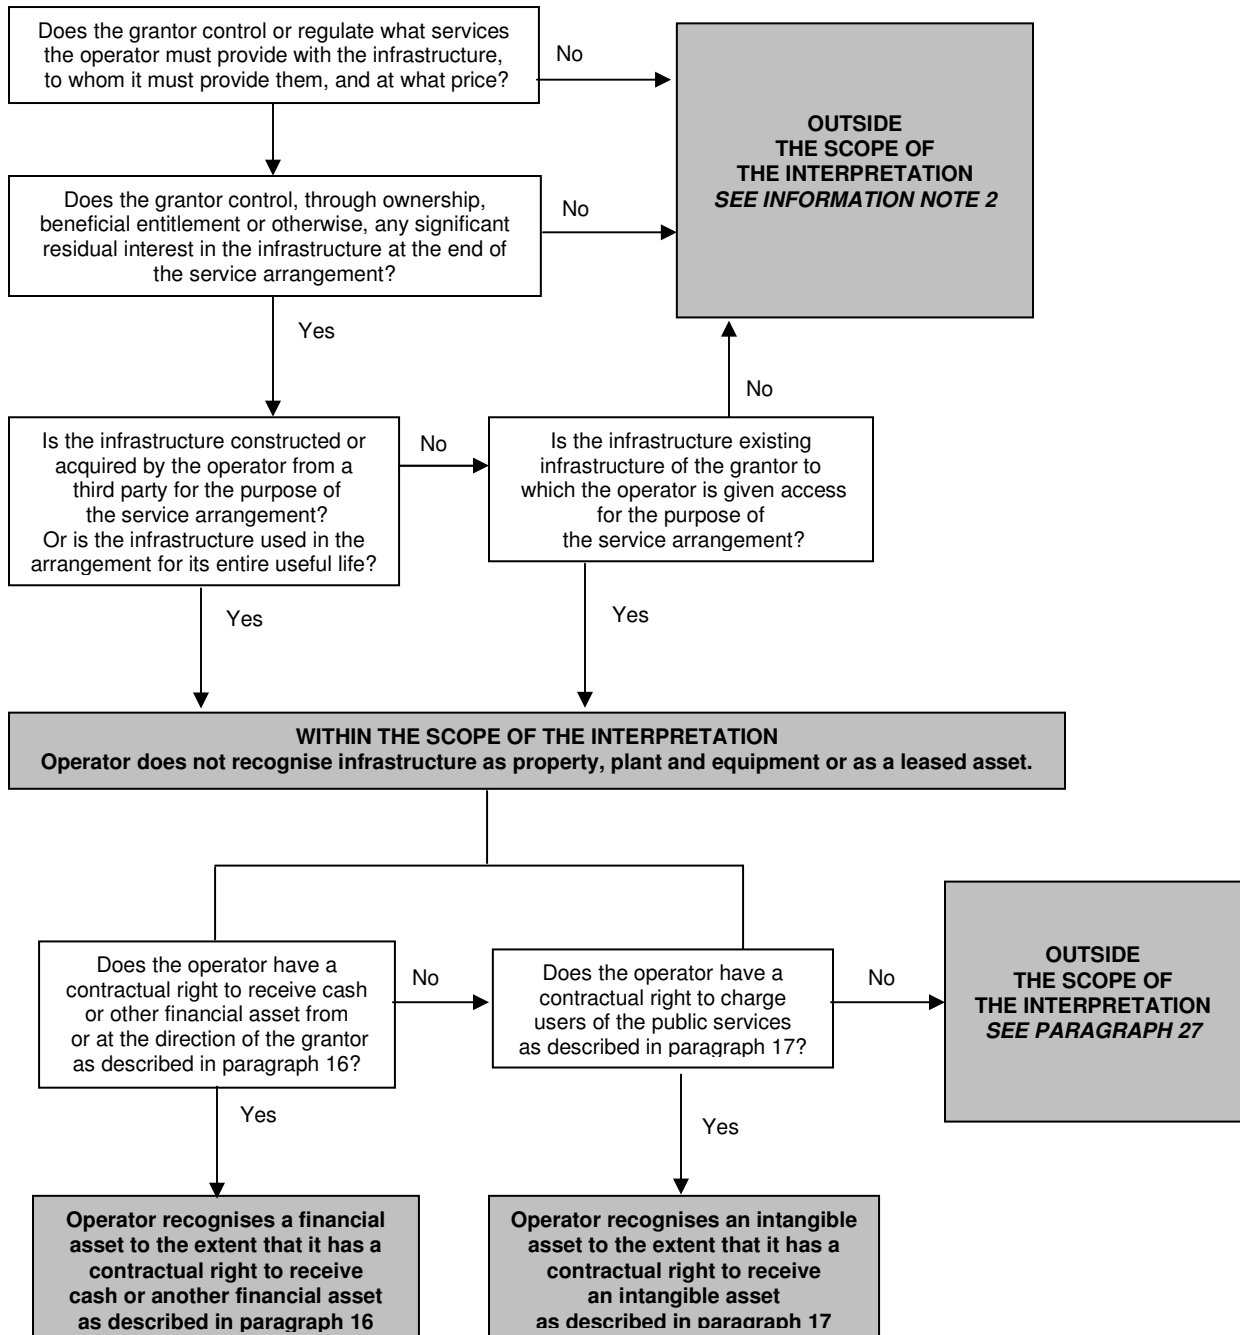 Does the grantor control or regulate what services
the operator must provide with the infrastructure,
to whom it must provide them, and at what price?
No
OUTSIDE
THE SCOPE OF
THE INTERPRETATION
SEE INFORMATION NOTE 2
Does the grantor control, through ownership,
beneficial entitlement or otherwise, any significant
residual interest in the infrastructure at the end of
the service arrangement?
No
Yes
No
Is the infrastructure constructed or
acquired by the operator from a
third party for the purpose of
the service arrangement?
Or is the infrastructure used in the
arrangement for its entire useful life?
No
Is the infrastructure existing
infrastructure of the grantor to
which the operator is given access
for the purpose of
the service arrangement?
Yes
Yes
WITHIN THE SCOPE OF THE INTERPRETATION
Operator does not recognise infrastructure as property, plant and equipment or as a leased asset.
Does the operator have a
contractual right to receive cash
or other financial asset from
or at the direction of the grantor
as described in paragraph 16?
No
Does the operator have a
contractual right to charge
users of the public services
as described in paragraph 17?
No
OUTSIDE
THE SCOPE OF
THE INTERPRETATION
SEE PARAGRAPH 27
Yes
Yes
Operator recognises a financial
asset to the extent that it has a
contractual right to receive
cash or another financial asset
as described in paragraph 16
Operator recognises an intangible
asset to the extent that it has a
contractual right to receive
an intangible asset
as described in paragraph 17